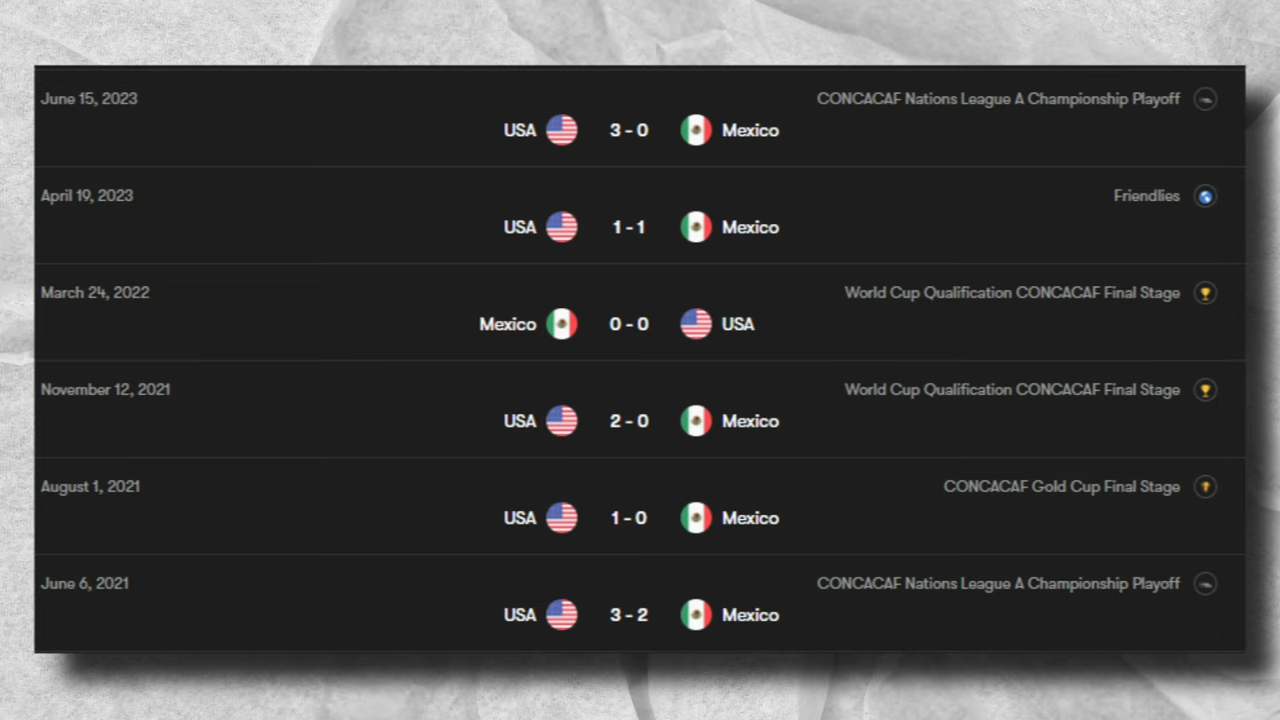 June 15, 2023
CONCACAF Nations League A Championship Playoff
USA 3 - 0 Mexico
April 19, 2023
Friendlies
USA 1 - 1 Mexico
March 24, 2022
World Cup Qualification CONCACAF Final Stage
Mexico 0 - 0 USA
November 12, 2021
World Cup Qualification CONCACAF Final Stage
USA 2 - 0 Mexico
August 1, 2021
CONCACAF Gold Cup Final Stage
USA 1 - 0 Mexico
June 6, 2021
CONCACAF Nations League A Championship Playoff
USA 3 - 2 Mexico